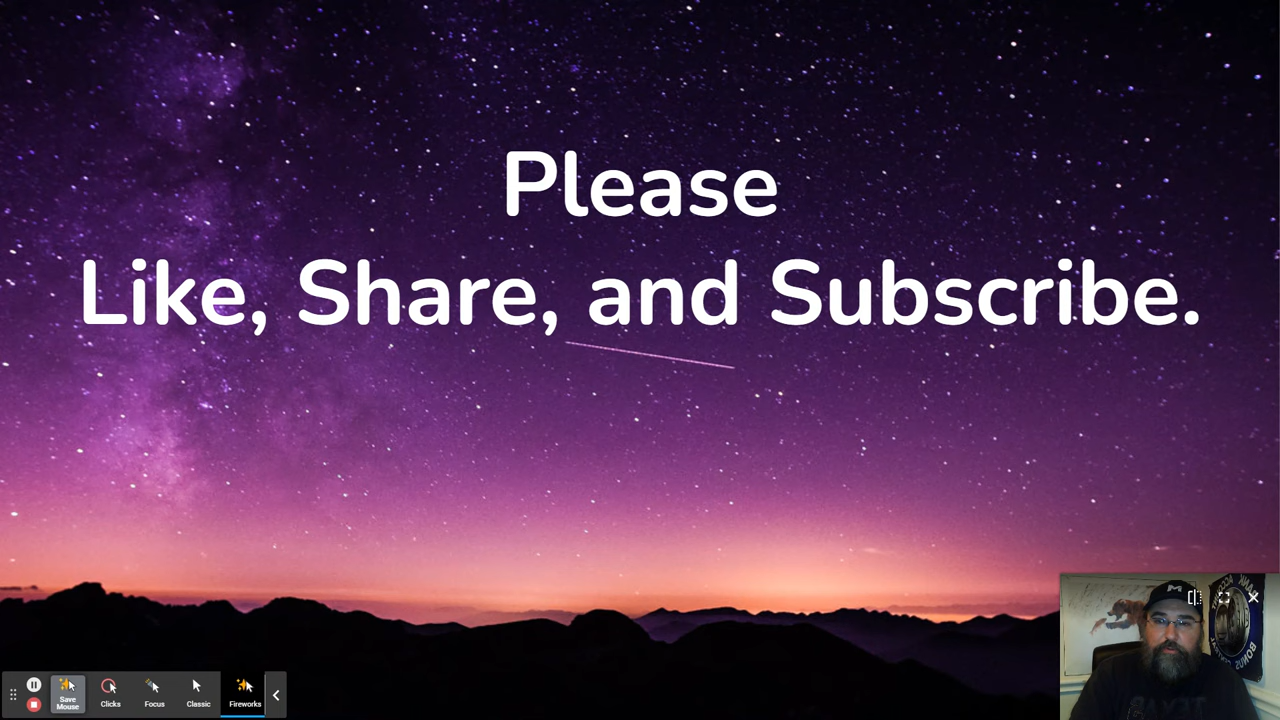 Please
Like, Share, and Subscribe.
Save
Mouse
Clicks
Focus
Classic
Fireworks